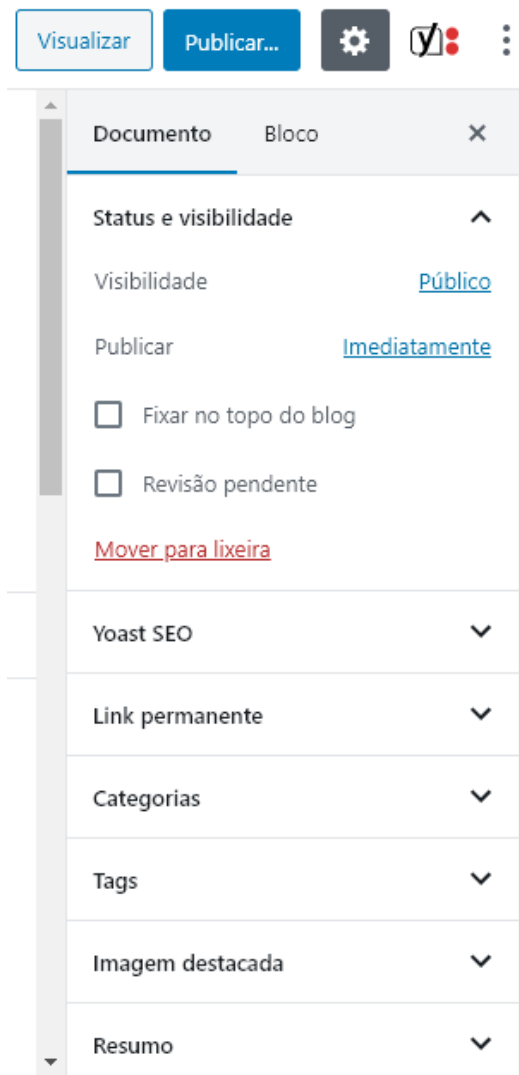 Visualizar Publicar...
Documento Bloco
Status e visibilidade
Visibilidade Público
Publicar Imediatamente
Fixar no topo do blog
Revisão pendente
Mover para lixeira
Yoast SEO
Link permanente
Categorias
Tags
Imagem destacada
Resumo